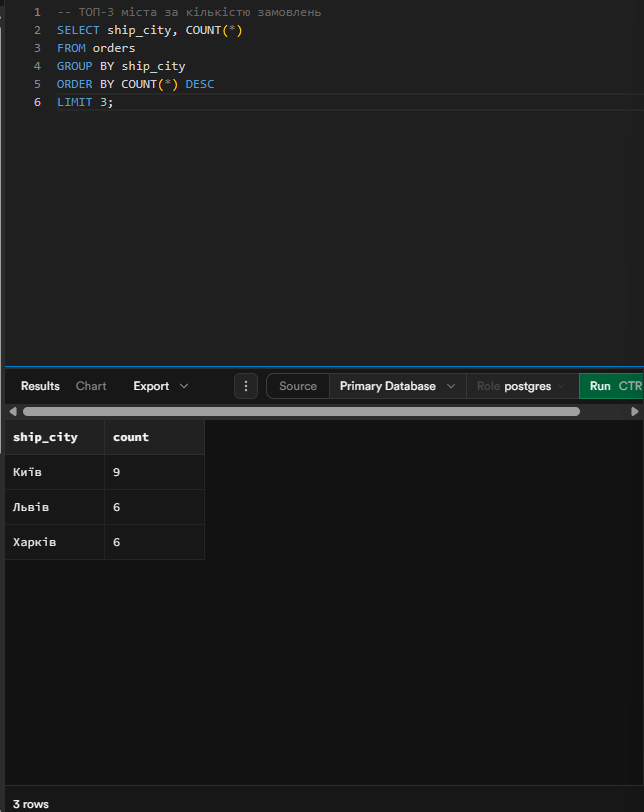 1 -- ТОП-3 міста за кількістю замовлень
2 SELECT ship_city, COUNT(*)
3 FROM orders
4 GROUP BY ship_city
5 ORDER BY COUNT(*) DESC
6 LIMIT 3;
Results Chart Export Source Primary Database Role postgres Run CTR
ship_city count
Київ 9
Львів 6
Харків 6
3 rows